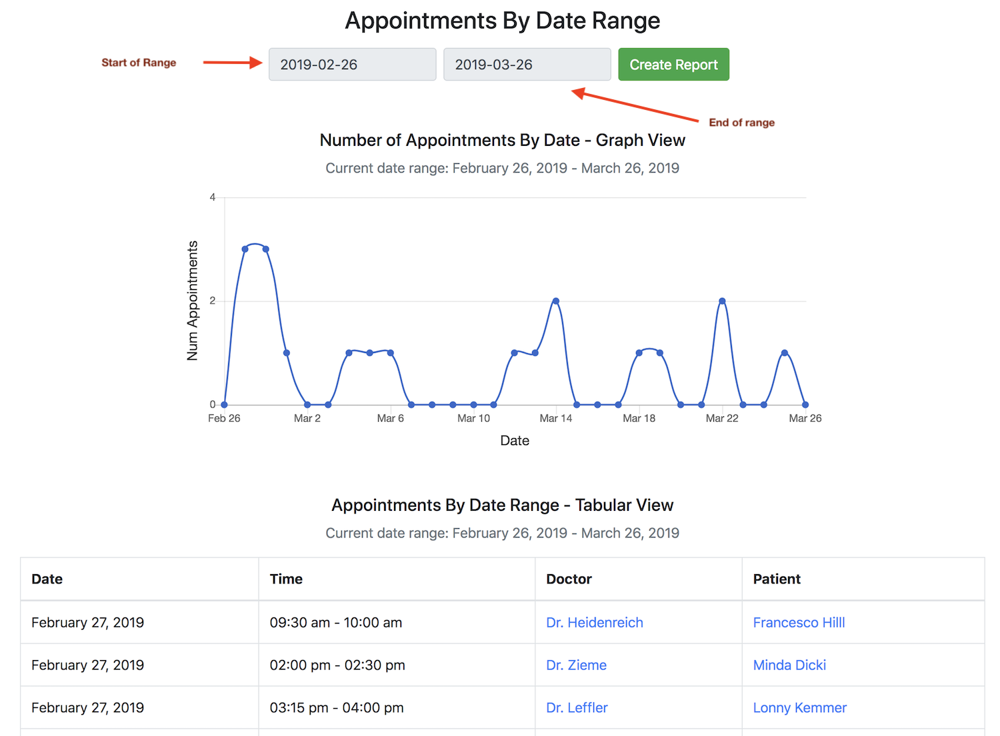 Appointments By Date Range
Start of Range
2019-02-26
2019-03-26
Create Report
End of range
Number of Appointments By Date - Graph View
Current date range: February 26, 2019 - March 26, 2019
4
2
0
Num Appointments
Feb 26 Mar 2 Mar 6 Mar 10 Mar 14 Mar 18 Mar 22 Mar 26
Date
Appointments By Date Range - Tabular View
Current date range: February 26, 2019 - March 26, 2019
Date Time Doctor Patient
February 27, 2019 09:30 am - 10:00 am Dr. Heidenreich Francesco Hilll
February 27, 2019 02:00 pm - 02:30 pm Dr. Zieme Minda Dicki
February 27, 2019 03:15 pm - 04:00 pm Dr. Leffler Lonny Kemmer